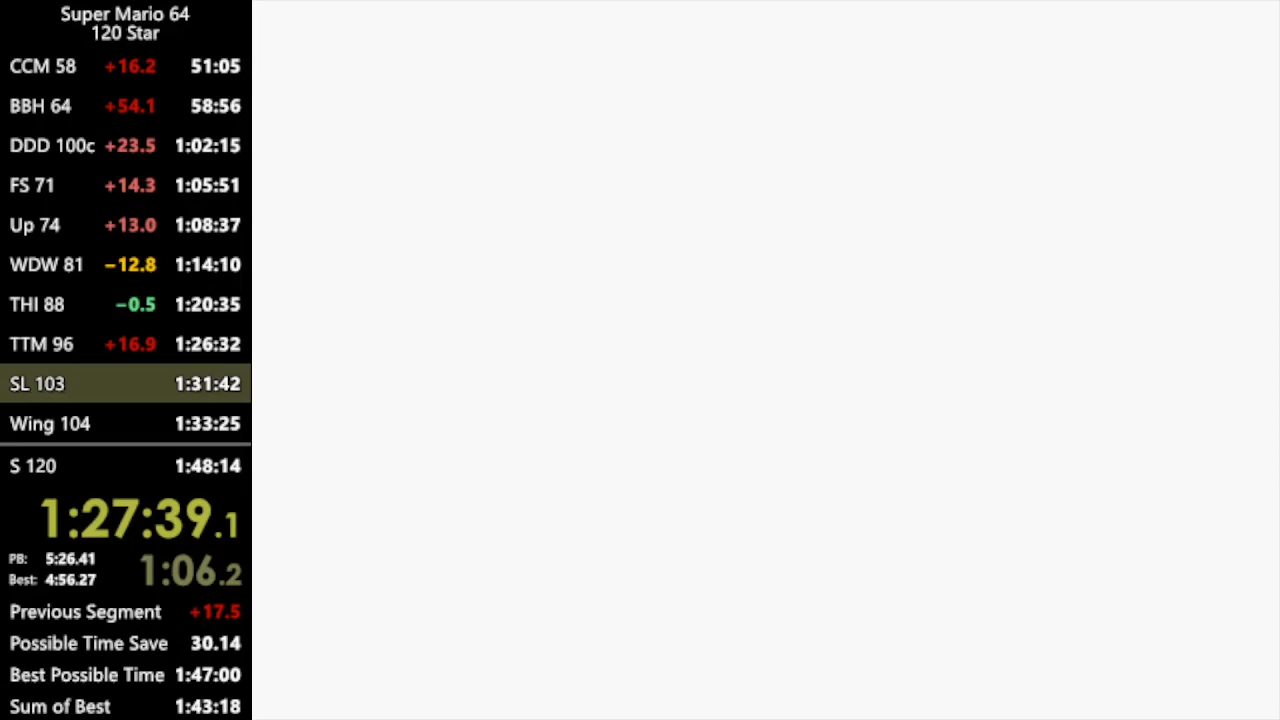 Super Mario 64
120 Star
CCM 58 +16.2 51:05
BBH 64 +54.1 58:56
DDD 100c +23.5 1:02:15
FS 71 +14.3 1:05:51
Up 74 +13.0 1:08:37
WDW 81 −12.8 1:14:10
THI 88 −0.5 1:20:35
TTM 96 +16.9 1:26:32
SL 103 1:31:42
Wing 104 1:33:25
S 120 1:48:14
1:27:39.1
PB: 5:26.41
Best: 4:56.27 1:06.2
Previous Segment +17.5
Possible Time Save 30.14
Best Possible Time 1:47:00
Sum of Best 1:43:18